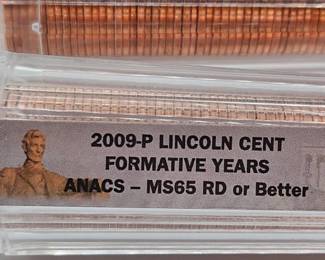 2009-P LINCOLN CENT
FORMATIVE YEARS
ANACS – MS65 RD or Better